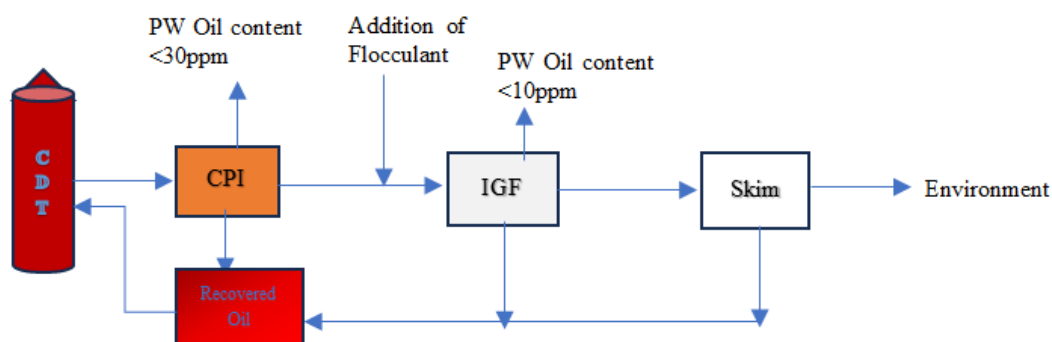 PW Oil content
<30ppm
Addition of
Flocculant
PW Oil content
<10ppm
C
D
T
CPI
IGF
Skim
Environment
Recovered
Oil